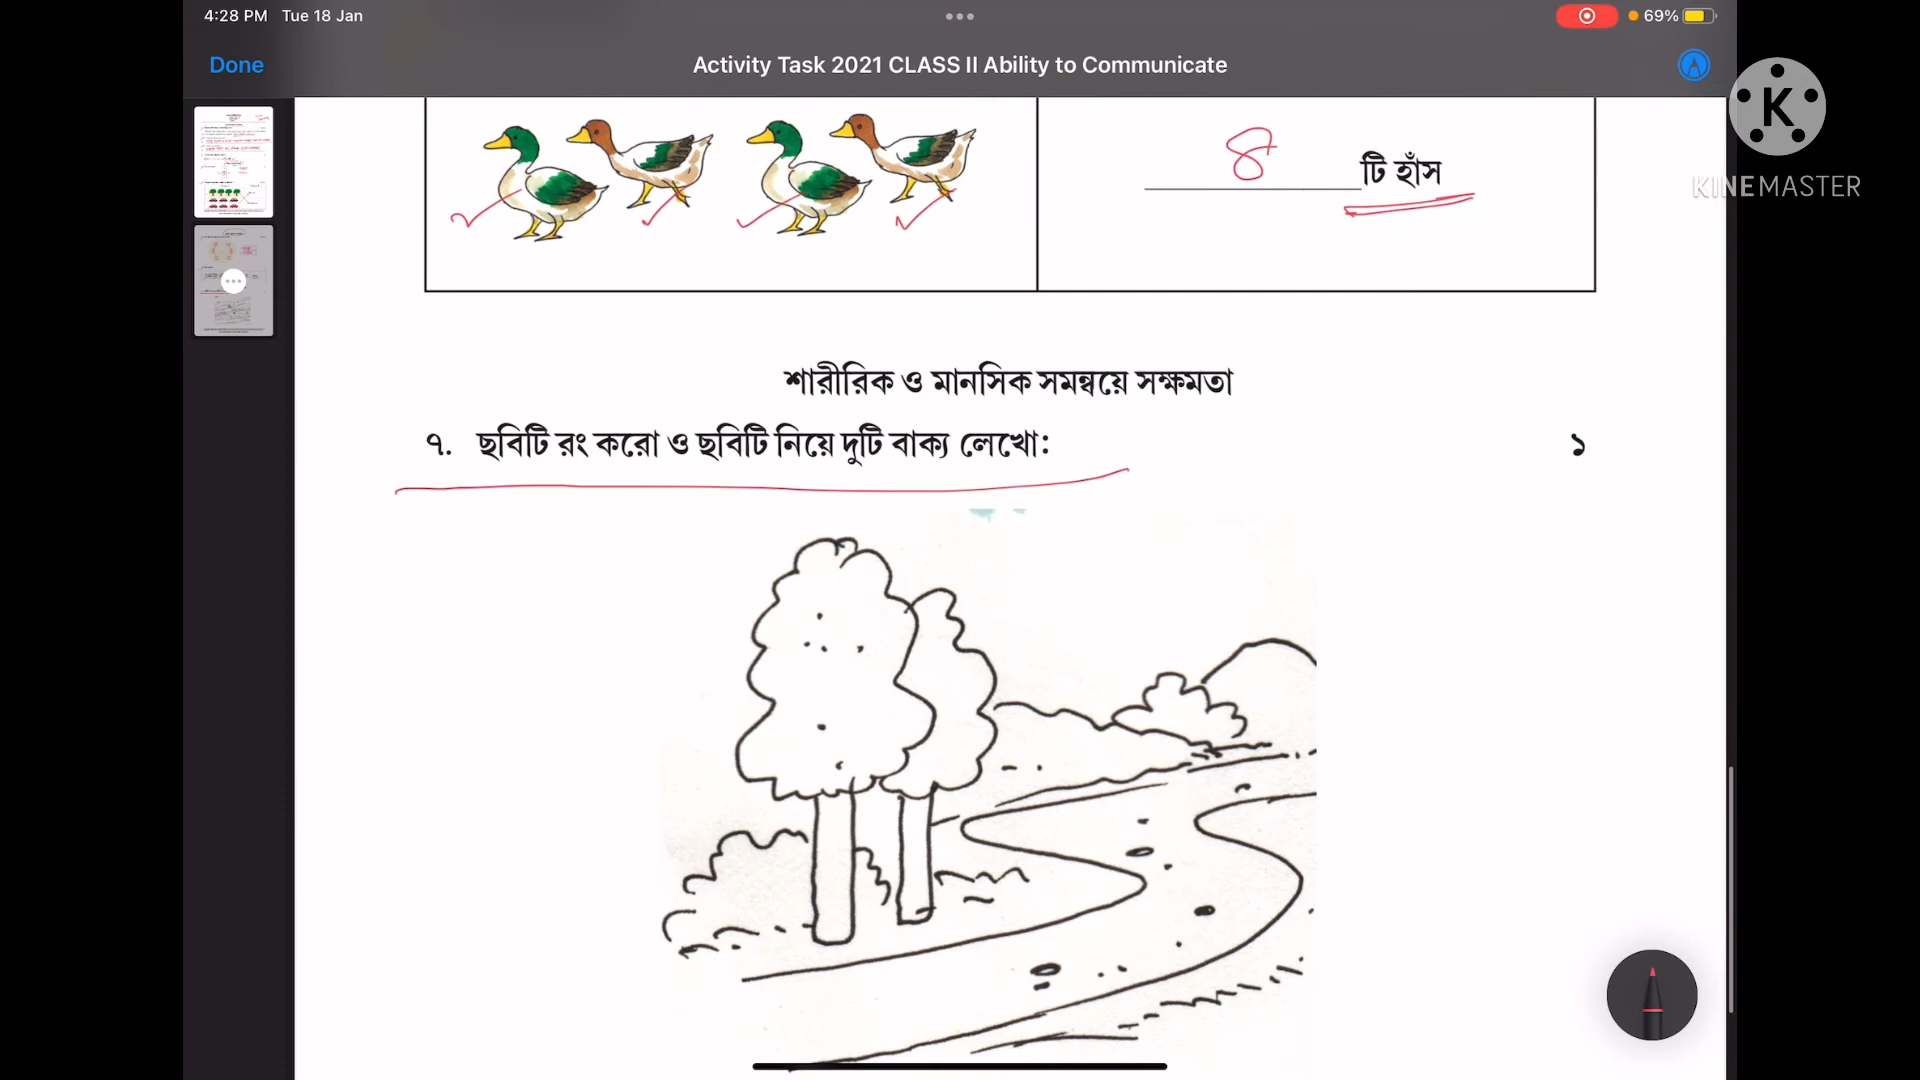 4:28 PM Tue 18 Jan
69%
Done
Activity Task 2021 CLASS II Ability to Communicate
K
KINEMASTER
৪
টি হাঁস
শারীরিক ও মানসিক সমন্বয়ে সক্ষমতা
৭. ছবিটি রং করো ও ছবিটি নিয়ে দুটি বাক্য লেখো:
১